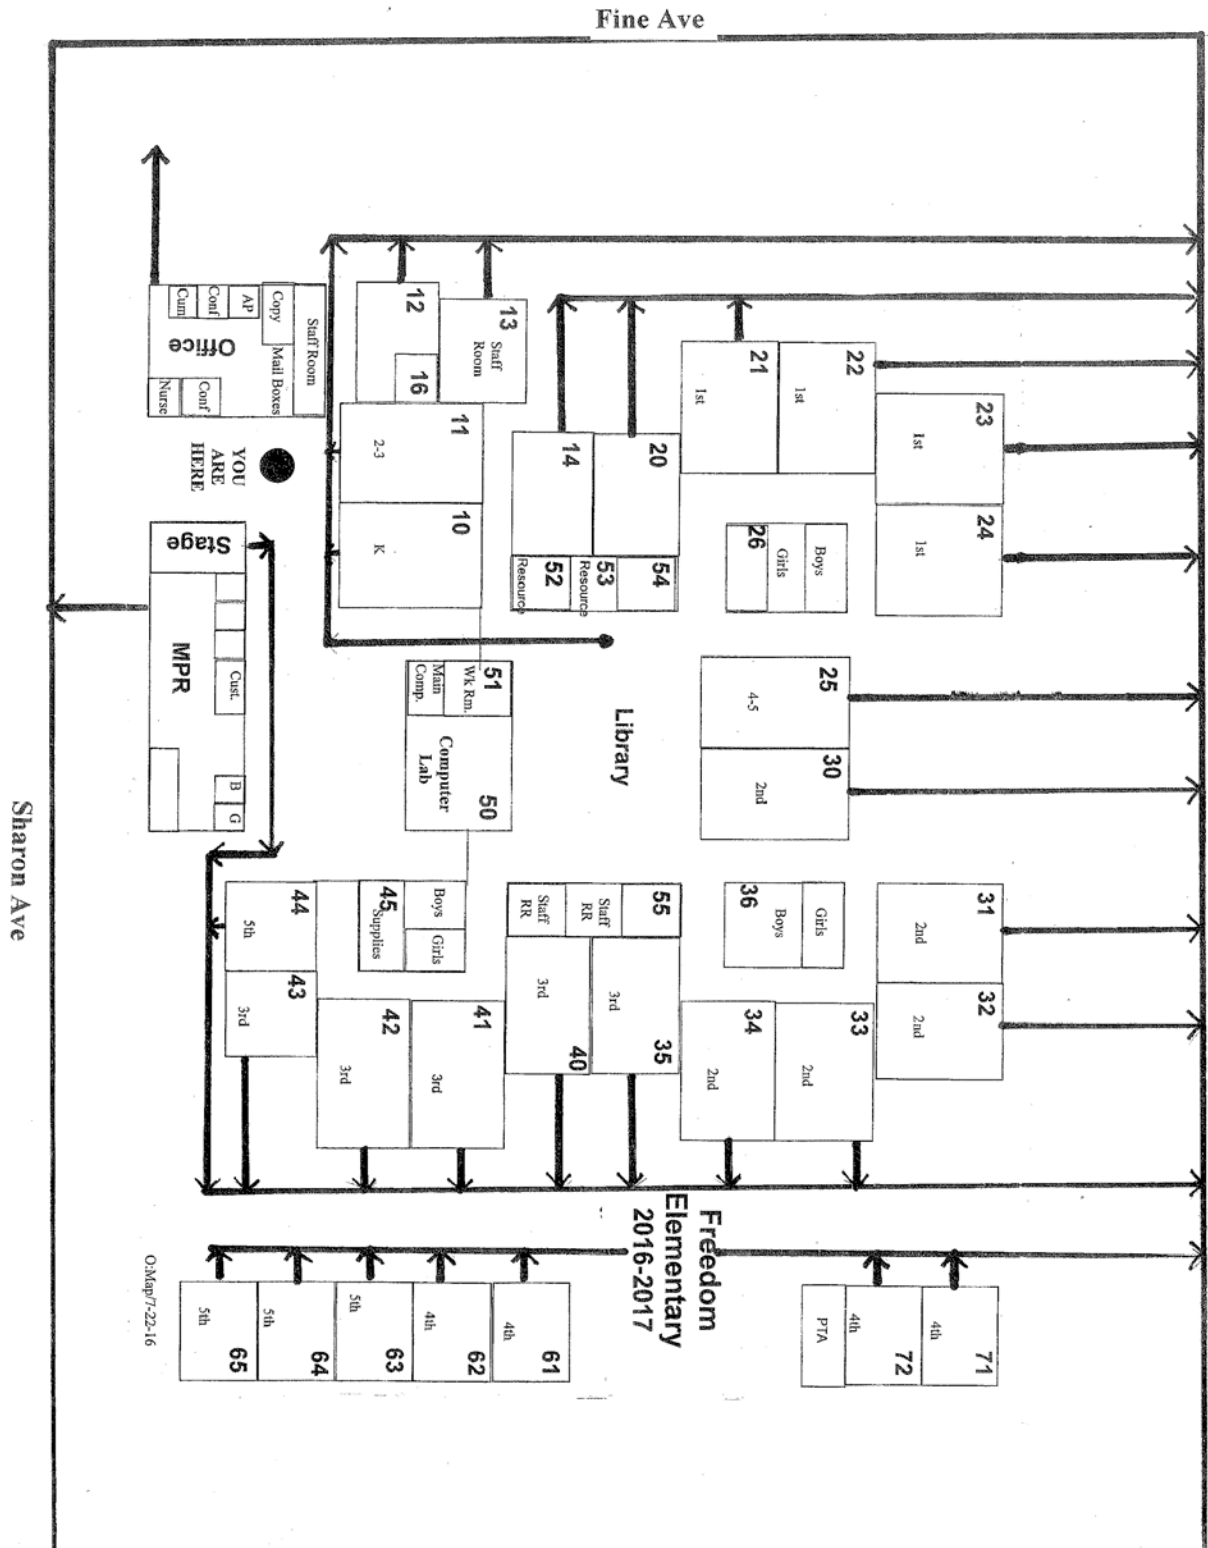 Fine Ave
Sharon Ave
Freedom
Elementary
2016-2017
Staff Room
Copy
Mail Boxes
AP
Conf
Cum
Office
Conf
Nurse
YOU
ARE
HERE
Stage
MPR
Cust.
B
G
12
13
Staff
Room
16
11
2-3
10
K
14
20
52
Resource
53
Resource
54
21
1st
22
1st
23
1st
24
1st
26
Girls
Boys
51
Wk Rm.
Main
Comp.
Computer
Lab
50
Library
25
4-5
30
2nd
44
5th
43
3rd
45
Supplies
Boys
Girls
42
3rd
41
3rd
Staff
RR
Staff
RR
55
3rd
40
3rd
35
36
Boys
Girls
34
2nd
33
2nd
31
2nd
32
2nd
5th
65
5th
64
5th
63
4th
62
4th
61
PTA
4th
72
4th
71
O:Map/7-22-16